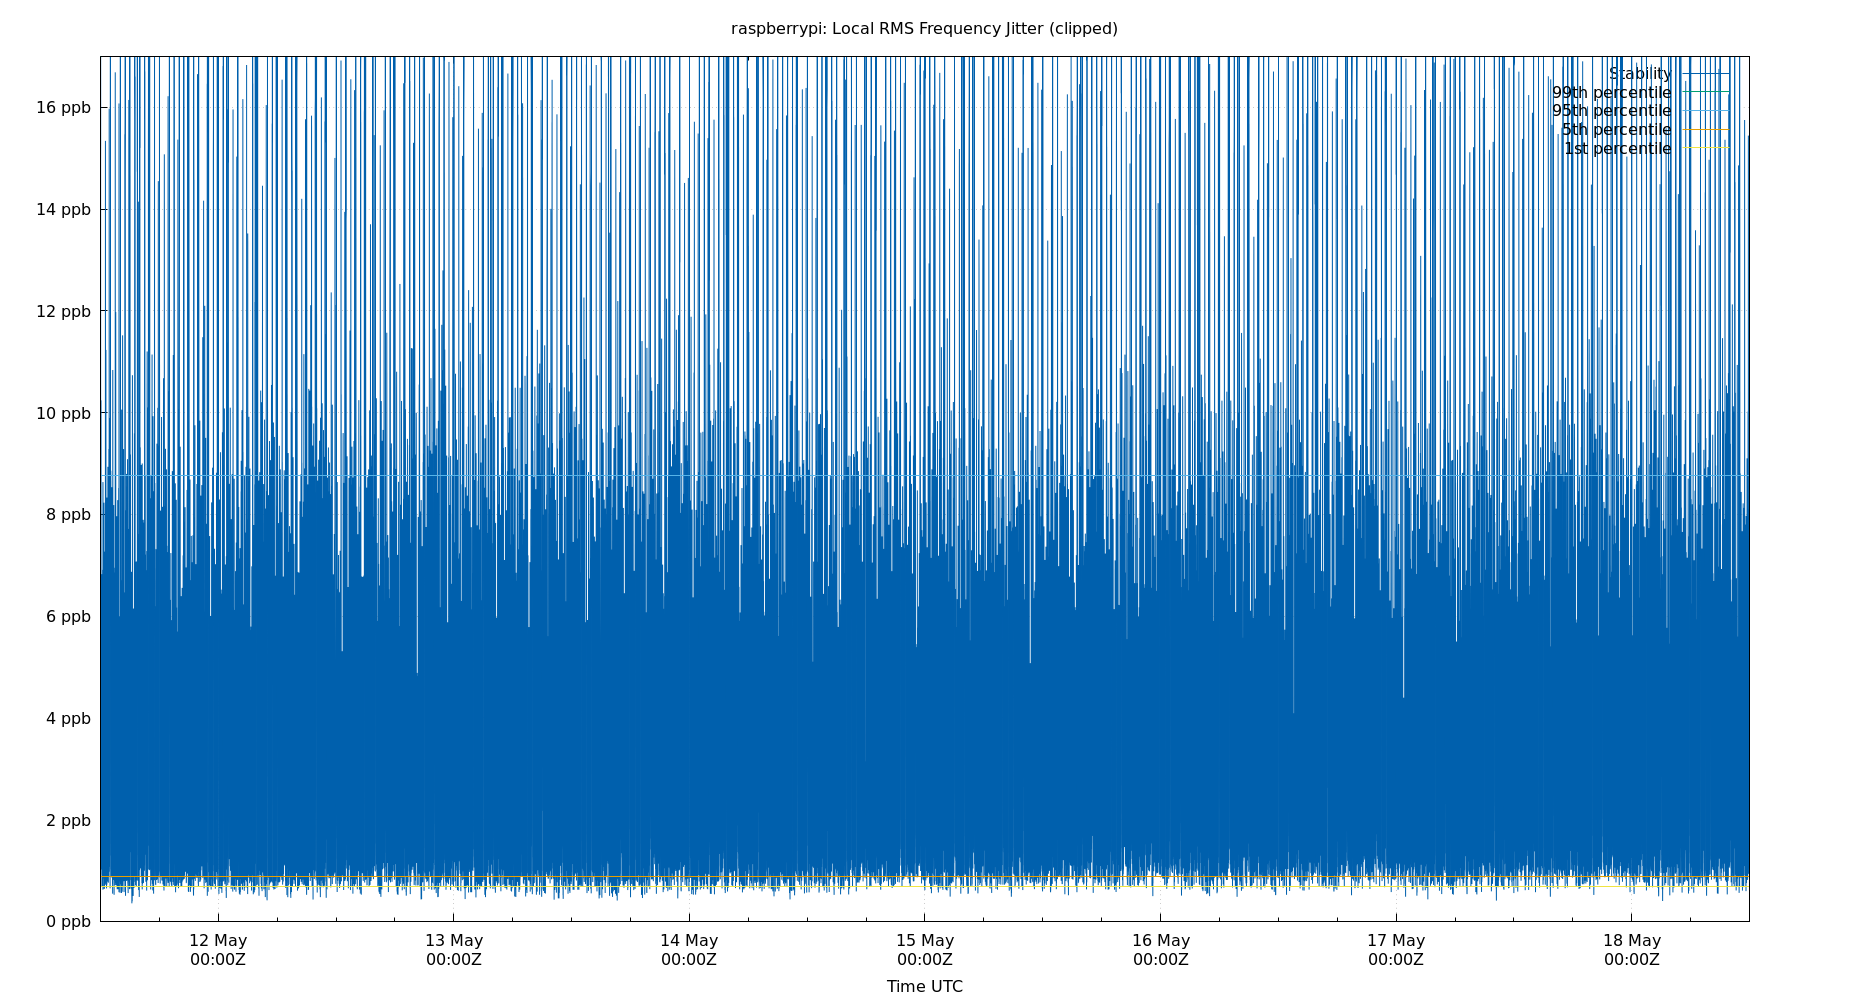 raspberrypi: Local RMS Frequency Jitter (clipped)
Stability
99th percentile
95th percentile
5th percentile
1st percentile
16 ppb
14 ppb
12 ppb
10 ppb
8 ppb
6 ppb
4 ppb
2 ppb
0 ppb
12 May 13 May 14 May 15 May 16 May 17 May 18 May
00:00Z 00:00Z 00:00Z 00:00Z 00:00Z 00:00Z 00:00Z
Time UTC